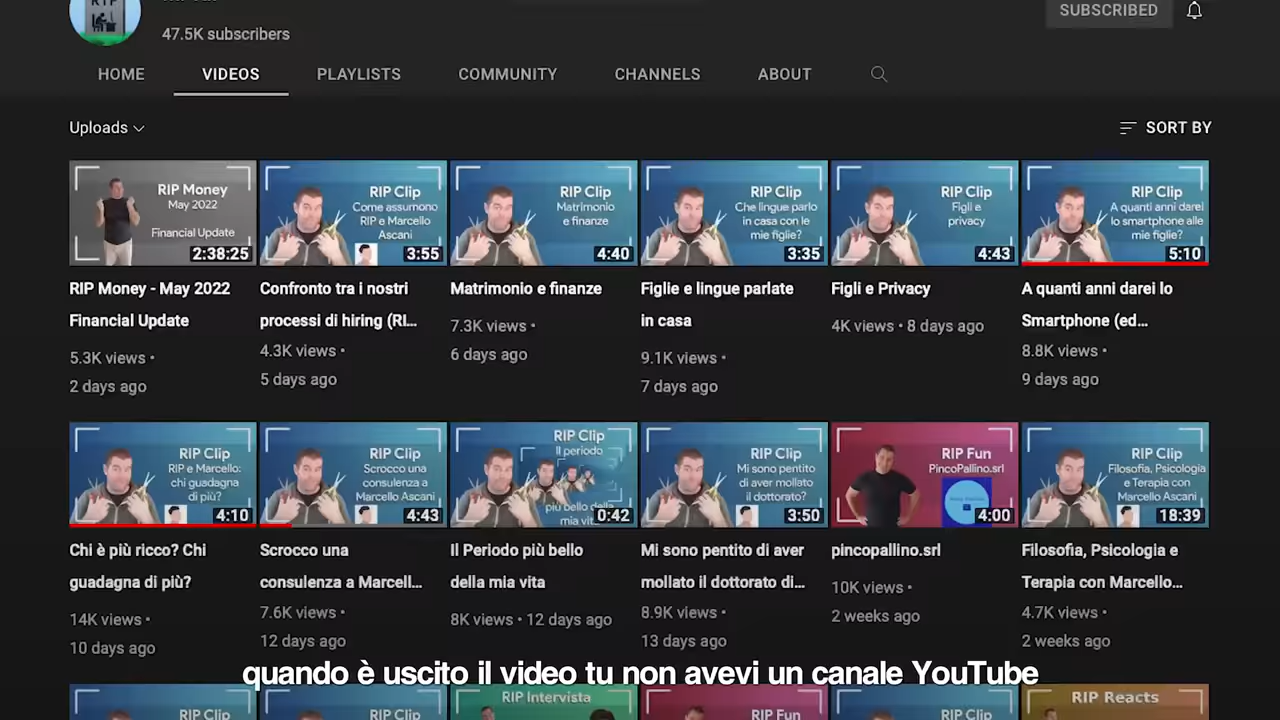 RIP
SUBSCRIBED
47.5K subscribers
HOME
VIDEOS
PLAYLISTS
COMMUNITY
CHANNELS
ABOUT
Uploads
SORT BY
RIP Money
May 2022
Financial Update
2:38:25
RIP Clip
Come assumono
RIP e Marcello
Ascani
3:55
RIP Clip
Matrimonio
e finanze
4:40
RIP Clip
Che lingue parlo
in casa con le
mie figlie?
3:35
RIP Clip
Figli e
privacy
4:43
RIP Clip
A quanti anni darei
lo smartphone alle
mie figlie?
5:10
RIP Money - May 2022
Financial Update
5.3K views •
2 days ago
Confronto tra i nostri
processi di hiring (RI...
4.3K views •
5 days ago
Matrimonio e finanze
7.3K views •
6 days ago
Figlie e lingue parlate
in casa
9.1K views •
7 days ago
Figli e Privacy
4K views • 8 days ago
A quanti anni darei lo
Smartphone (ed...
8.8K views •
9 days ago
RIP Clip
RIP e Marcello:
chi guadagna
di più?
4:10
RIP Clip
Scrocco una
consulenza a
Marcello Ascani
4:43
RIP Clip
Il periodo
più bello della
mia vita
0:42
RIP Clip
Mi sono pentito
di aver mollato
il dottorato?
3:50
RIP Fun
PincoPallino.srl
4:00
RIP Clip
Filosofia, Psicologia
e Terapia con
Marcello Ascani
18:39
Chi è più ricco? Chi
guadagna di più?
14K views •
10 days ago
Scrocco una
consulenza a Marcell...
7.6K views •
12 days ago
Il Periodo più bello
della mia vita
8K views • 12 days ago
Mi sono pentito di aver
mollato il dottorato di...
8.9K views •
13 days ago
pincopallino.srl
10K views •
2 weeks ago
Filosofia, Psicologia e
Terapia con Marcello...
4.7K views •
2 weeks ago
quando è uscito il video tu non avevi un canale YouTube
RIP Clip
RIP Clip
RIP Intervista
RIP Fun
RIP Clip
RIP Reacts